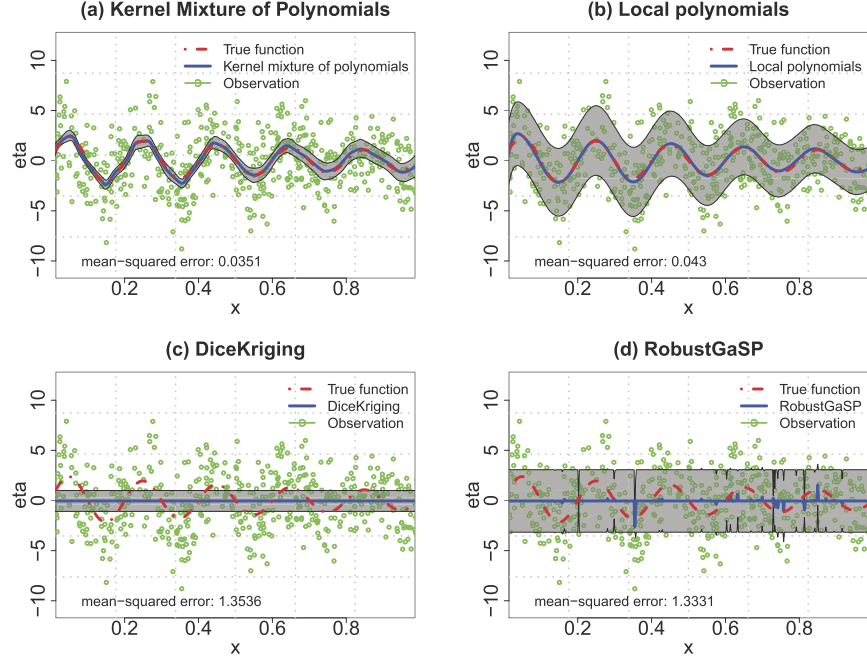 (a) Kernel Mixture of Polynomials
True function
Kernel mixture of polynomials
Observation
eta
10
5
0
−5
−10
mean−squared error: 0.0351
0.2 0.4 0.6 0.8
x
(b) Local polynomials
True function
Local polynomials
Observation
eta
10
5
0
−5
−10
mean−squared error: 0.043
0.2 0.4 0.6 0.8
x
(c) DiceKriging
True function
DiceKriging
Observation
eta
10
5
0
−5
−10
mean−squared error: 1.3536
0.2 0.4 0.6 0.8
x
(d) RobustGaSP
True function
RobustGaSP
Observation
eta
10
5
0
−5
−10
mean−squared error: 1.3331
0.2 0.4 0.6 0.8
x